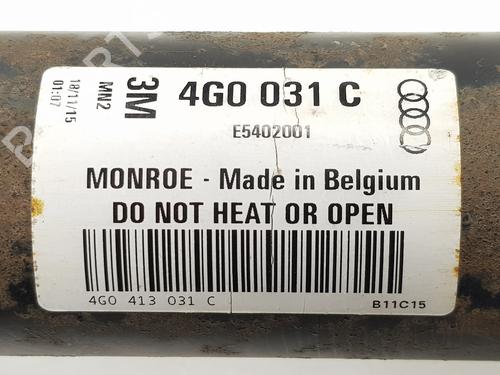 18/11/15
01:07
MN2
3M
4G0 031 C
E5402001
MONROE - Made in Belgium
DO NOT HEAT OR OPEN
4G0 413 031 C
B11C15